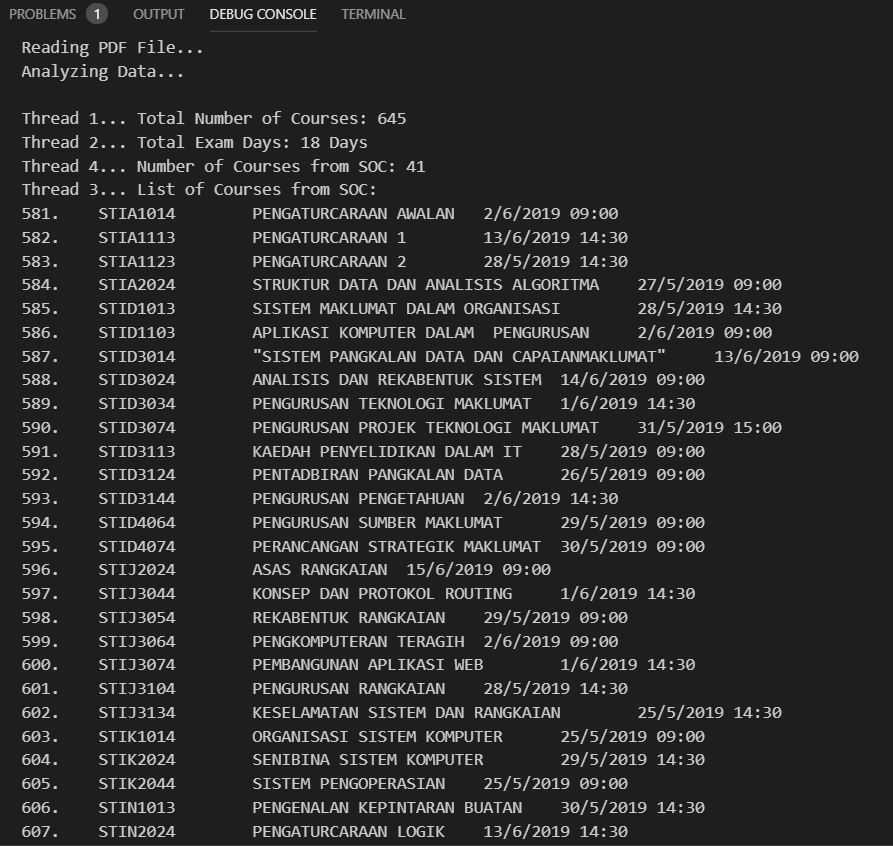 PROBLEMS 1 OUTPUT DEBUG CONSOLE TERMINAL
Reading PDF File...
Analyzing Data...
Thread 1... Total Number of Courses: 645
Thread 2... Total Exam Days: 18 Days
Thread 4... Number of Courses from SOC: 41
Thread 3... List of Courses from SOC:
581. STIA1014 PENGATURCARAAN AWALAN 2/6/2019 09:00
582. STIA1113 PENGATURCARAAN 1 13/6/2019 14:30
583. STIA1123 PENGATURCARAAN 2 28/5/2019 14:30
584. STIA2024 STRUKTUR DATA DAN ANALISIS ALGORITMA 27/5/2019 09:00
585. STID1013 SISTEM MAKLUMAT DALAM ORGANISASI 28/5/2019 14:30
586. STID1103 APLIKASI KOMPUTER DALAM PENGURUSAN 2/6/2019 09:00
587. STID3014 "SISTEM PANGKALAN DATA DAN CAPAIANMAKLUMAT" 13/6/2019 09:00
588. STID3024 ANALISIS DAN REKABENTUK SISTEM 14/6/2019 09:00
589. STID3034 PENGURUSAN TEKNOLOGI MAKLUMAT 1/6/2019 14:30
590. STID3074 PENGURUSAN PROJEK TEKNOLOGI MAKLUMAT 31/5/2019 15:00
591. STID3113 KAEDAH PENYELIDIKAN DALAM IT 28/5/2019 09:00
592. STID3124 PENTADBIRAN PANGKALAN DATA 26/5/2019 09:00
593. STID3144 PENGURUSAN PENGETAHUAN 2/6/2019 14:30
594. STID4064 PENGURUSAN SUMBER MAKLUMAT 29/5/2019 09:00
595. STID4074 PERANCANGAN STRATEGIK MAKLUMAT 30/5/2019 09:00
596. STIJ2024 ASAS RANGKAIAN 15/6/2019 09:00
597. STIJ3044 KONSEP DAN PROTOKOL ROUTING 1/6/2019 14:30
598. STIJ3054 REKABENTUK RANGKAIAN 29/5/2019 09:00
599. STIJ3064 PENGKOMPUTERAN TERAGIH 2/6/2019 09:00
600. STIJ3074 PEMBANGUNAN APLIKASI WEB 1/6/2019 14:30
601. STIJ3104 PENGURUSAN RANGKAIAN 28/5/2019 14:30
602. STIJ3134 KESELAMATAN SISTEM DAN RANGKAIAN 25/5/2019 14:30
603. STIK1014 ORGANISASI SISTEM KOMPUTER 25/5/2019 09:00
604. STIK2024 SENIBINA SISTEM KOMPUTER 29/5/2019 14:30
605. STIK2044 SISTEM PENGOPERASIAN 25/5/2019 09:00
606. STIN1013 PENGENALAN KEPINTARAN BUATAN 30/5/2019 14:30
607. STIN2024 PENGATURCARAAN LOGIK 13/6/2019 14:30